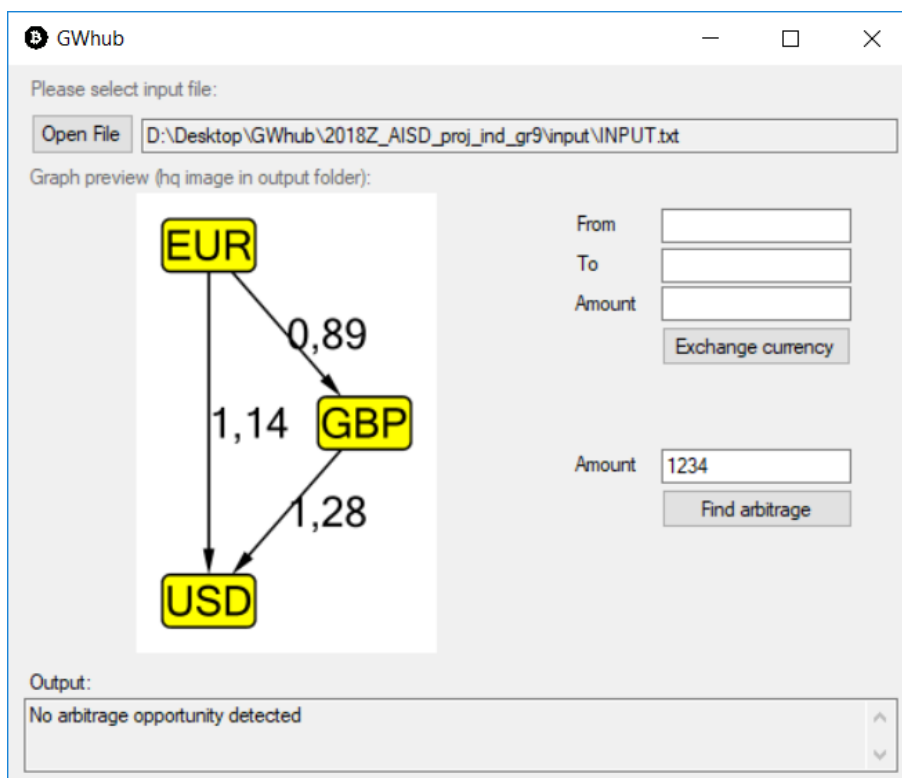 GWhub
Please select input file:
Open File D:\Desktop\GWhub\2018Z_AISD_proj_ind_gr9\input\INPUT.txt
Graph preview (hq image in output folder):
EUR
0,89
1,14
GBP
1,28
USD
From
To
Amount
Exchange currency
Amount 1234
Find arbitrage
Output:
No arbitrage opportunity detected